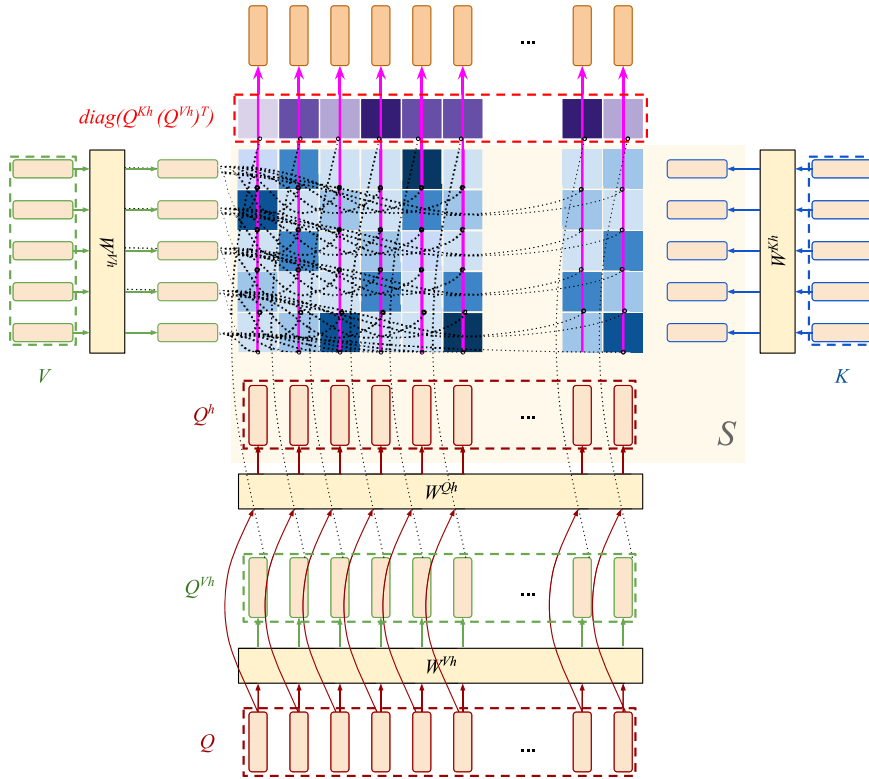 ...
diag(Q^{Kh} (Q^{Vh})^T)
W^{Vh}
W^{Kh}
V
K
Q^h
...
S
W^{Qh}
Q^{Vh}
...
W^{Vh}
Q
...